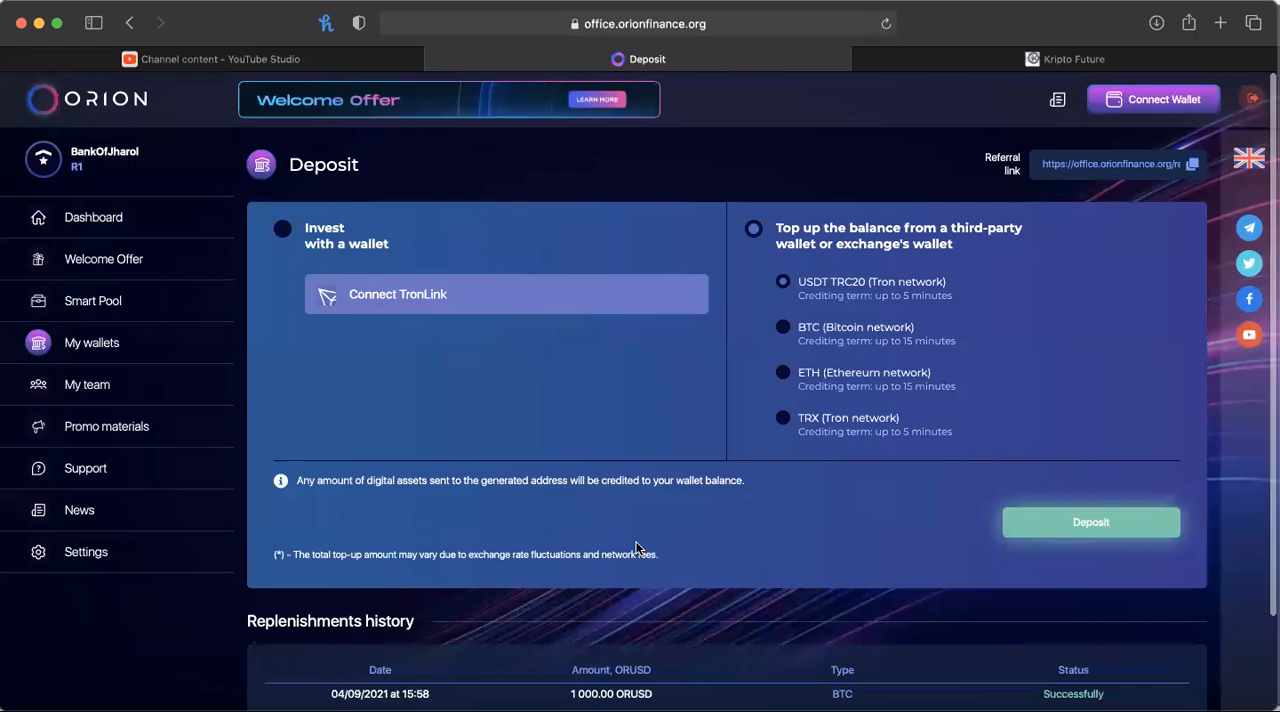 office.orionfinance.org
Channel content - YouTube Studio
Deposit
Kripto Future
ORION
Welcome Offer
LEARN MORE
Connect Wallet
BankOfJharol
R1
Deposit
Referral
link
https://office.orionfinance.org/re
Dashboard
Welcome Offer
Smart Pool
My wallets
My team
Promo materials
Support
News
Settings
Invest
with a wallet
Connect TronLink
Top up the balance from a third-party
wallet or exchange's wallet
USDT TRC20 (Tron network)
Crediting term: up to 5 minutes
BTC (Bitcoin network)
Crediting term: up to 15 minutes
ETH (Ethereum network)
Crediting term: up to 15 minutes
TRX (Tron network)
Crediting term: up to 5 minutes
Any amount of digital assets sent to the generated address will be credited to your wallet balance.
Deposit
(*) - The total top-up amount may vary due to exchange rate fluctuations and network fees.
Replenishments history
Date Amount, ORUSD Type Status
04/09/2021 at 15:58 1 000.00 ORUSD BTC Successfully